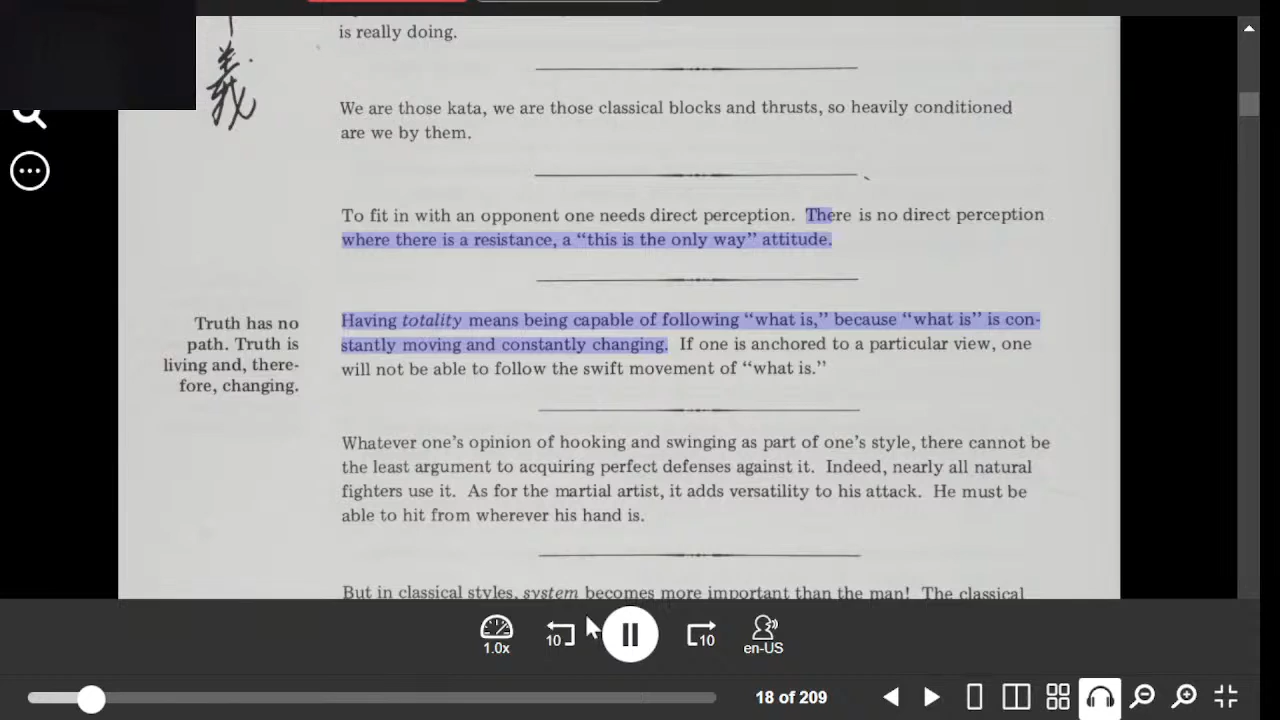 is really doing.
義
We are those kata, we are those classical blocks and thrusts, so heavily conditioned
are we by them.
To fit in with an opponent one needs direct perception. There is no direct perception
where there is a resistance, a “this is the only way” attitude.
Truth has no
path. Truth is
living and, there-
fore, changing.
Having totality means being capable of following “what is,” because “what is” is con-
stantly moving and constantly changing. If one is anchored to a particular view, one
will not be able to follow the swift movement of “what is.”
Whatever one’s opinion of hooking and swinging as part of one’s style, there cannot be
the least argument to acquiring perfect defenses against it. Indeed, nearly all natural
fighters use it. As for the martial artist, it adds versatility to his attack. He must be
able to hit from wherever his hand is.
But in classical styles, system becomes more important than the man! The classical
1.0x
10
10
en-US
18 of 209